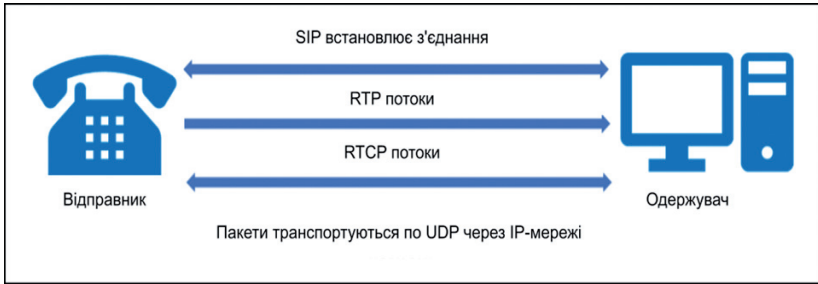 SIP встановлює з'єднання
RTP потоки
RTCP потоки
Відправник
Одержувач
Пакети транспортуються по UDP через IP-мережі